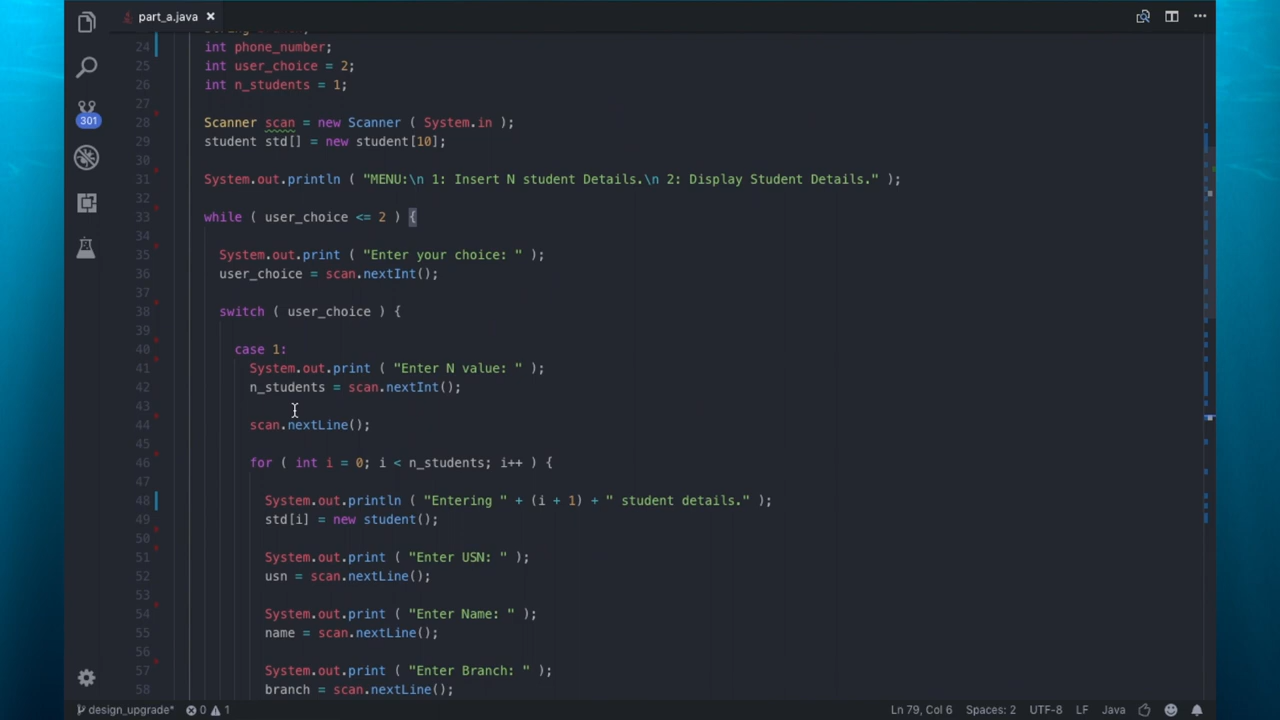 part_a.java ×
301
24 int phone_number;
25 int user_choice = 2;
26 int n_students = 1;
27
28 Scanner scan = new Scanner ( System.in );
29 student std[] = new student[10];
30
31 System.out.println ( "MENU:\n 1: Insert N student Details.\n 2: Display Student Details." );
32
33 while ( user_choice <= 2 ) {
34
35 System.out.print ( "Enter your choice: " );
36 user_choice = scan.nextInt();
37
38 switch ( user_choice ) {
39
40 case 1:
41 System.out.print ( "Enter N value: " );
42 n_students = scan.nextInt();
43
44 scan.nextLine();
45
46 for ( int i = 0; i < n_students; i++ ) {
47
48 System.out.println ( "Entering " + (i + 1) + " student details." );
49 std[i] = new student();
50
51 System.out.print ( "Enter USN: " );
52 usn = scan.nextLine();
53
54 System.out.print ( "Enter Name: " );
55 name = scan.nextLine();
56
57 System.out.print ( "Enter Branch: " );
58 branch = scan.nextLine();
design_upgrade* 0 1 Ln 79, Col 6 Spaces: 2 UTF-8 LF Java